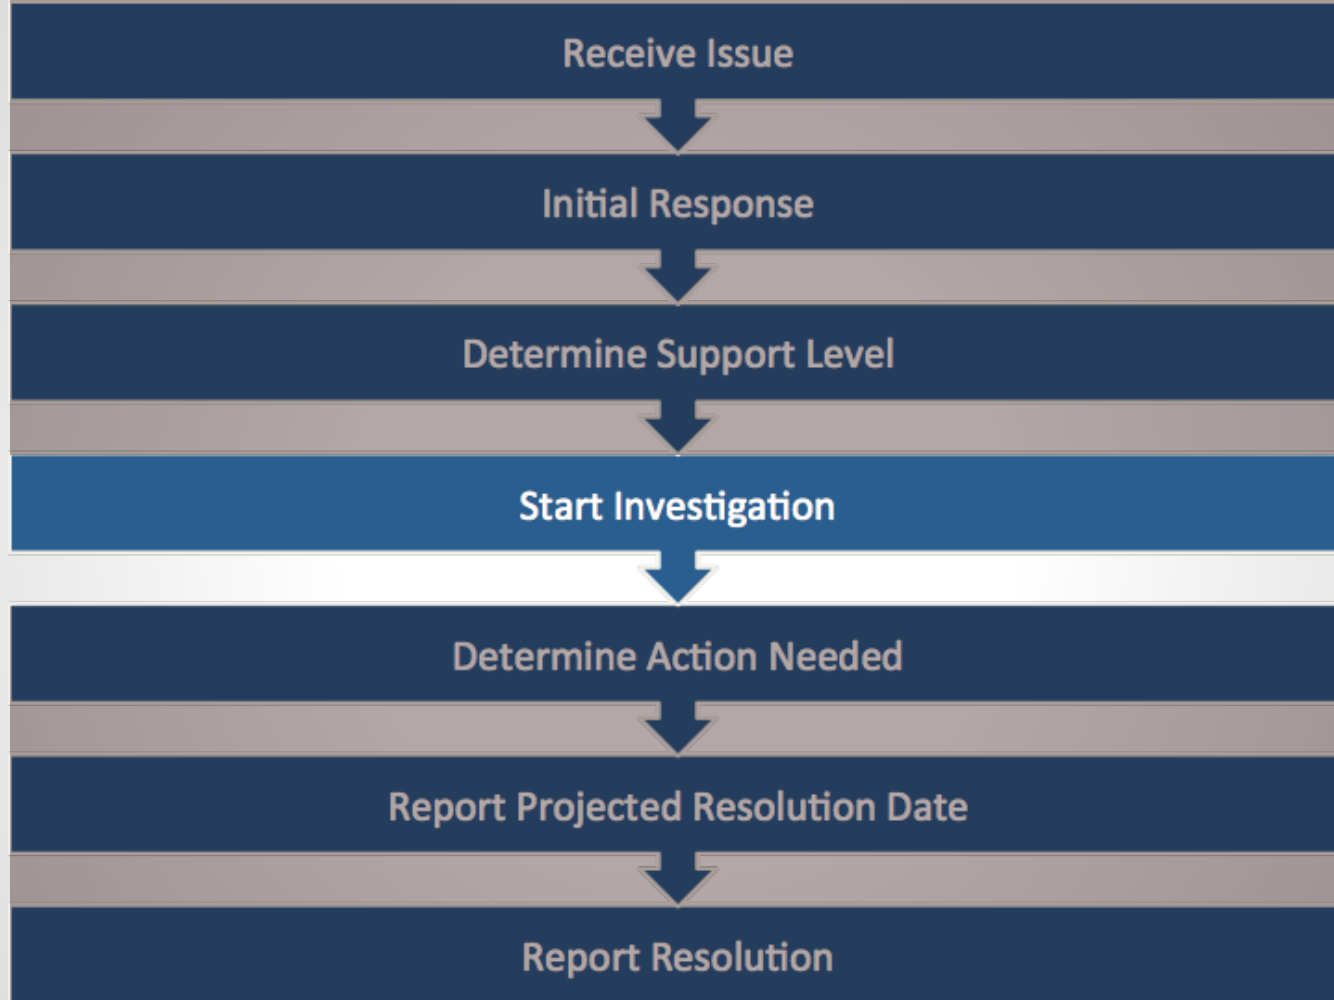 Receive Issue
Initial Response
Determine Support Level
Start Investigation
Determine Action Needed
Report Projected Resolution Date
Report Resolution